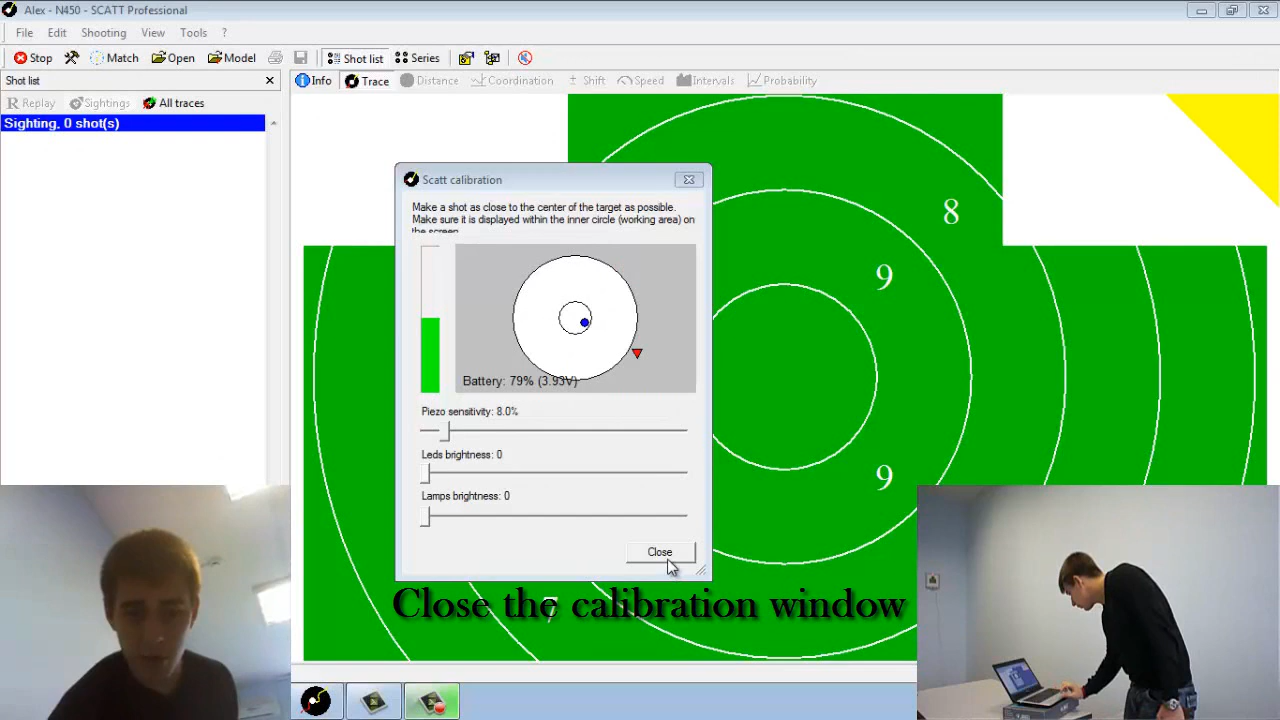 Alex - N450 - SCATT Professional
File Edit Shooting View Tools ?
Stop Match Open Model Shot list Series
Shot list
Info Trace Distance Coordination Shift Speed Intervals Probability
Replay Sightings All traces
Sighting, 0 shot(s)
Scatt calibration
Make a shot as close to the center of the target as possible.
Make sure it is displayed within the inner circle (working area) on
the screen.
8
9
Battery: 79% (3.93V)
Piezo sensitivity: 8.0%
Leds brightness: 0
9
Lamps brightness: 0
Close
7
Close the calibration window